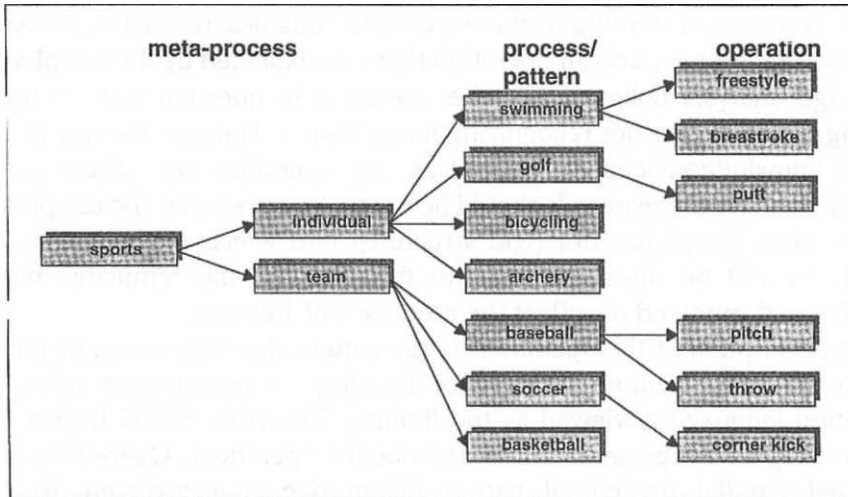 meta-process
process/
pattern
operation
swimming
freestyle
breastroke
golf
putt
individual
bicycling
sports
team
archery
baseball
pitch
soccer
throw
basketball
corner kick